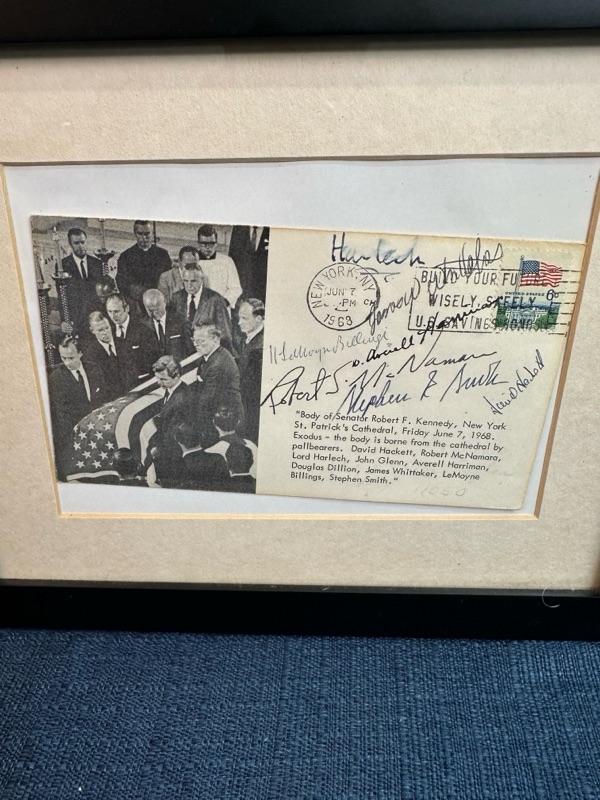 Harlech
NEW YORK, NY
JUN 7
PM
1968
BUILD YOUR FUTURE
WISELY, SAFELY
U.S. SAVINGS BONDS
UNITED STATES
6c
H LeMoyne Billings
W. Averell Harriman
Robert S. McNamara
Stephen E Smith
David Hackett
"Body of Senator Robert F. Kennedy, New York
St. Patrick's Cathedral, Friday June 7, 1968.
Exodus - the body is borne from the cathedral by
pallbearers. David Hackett, Robert McNamara,
Lord Harlech, John Glenn, Averell Harriman,
Douglas Dillion, James Whittaker, LeMoyne
Billings, Stephen Smith."